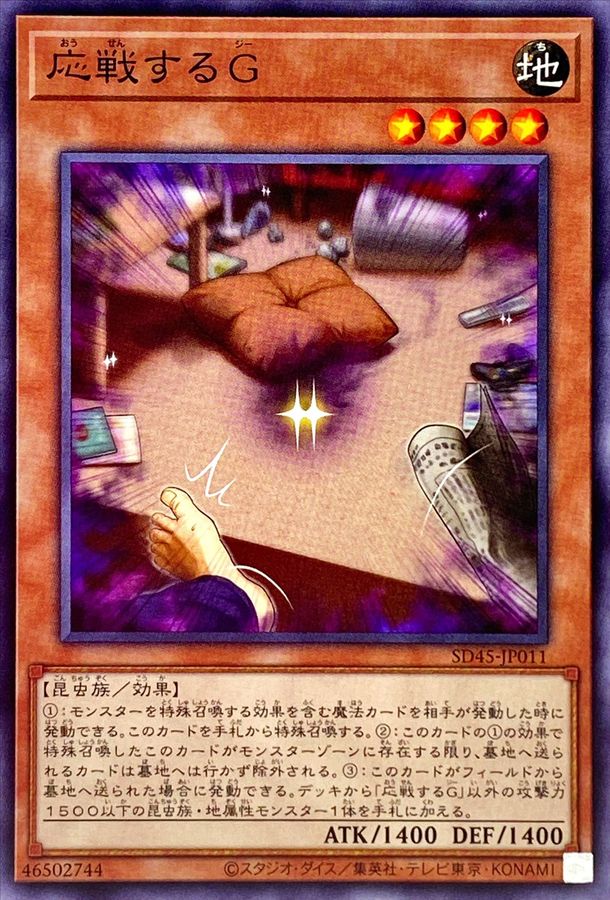 応戦するG
地
SD45-JP011
【昆虫族/効果】
①:モンスターを特殊召喚する効果を含む魔法カードを相手が発動した時に
発動できる。このカードを手札から特殊召喚する。②:このカードの①の効果で
特殊召喚したこのカードがモンスターゾーンに存在する限り、墓地へ送ら
れるカードは墓地へは行かず除外される。③:このカードがフィールドから
墓地へ送られた場合に発動できる。デッキから「応戦するG」以外の攻撃力
1500以下の昆虫族・地属性モンスター1体を手札に加える。
ATK/1400 DEF/1400
46502744 ©スタジオ・ダイス/集英社・テレビ東京・KONAMI